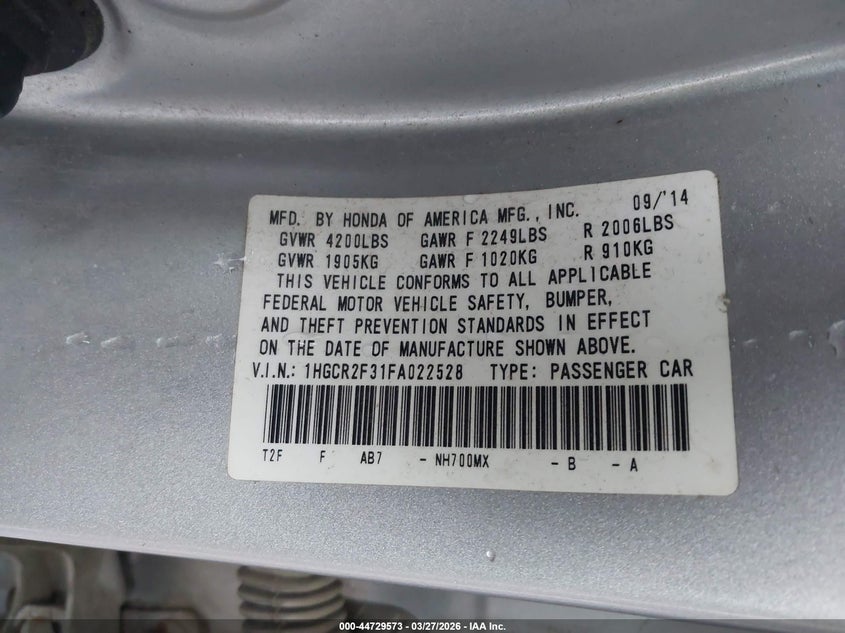 MFD. BY HONDA OF AMERICA MFG., INC. 09/'14
GVWR 4200LBS GAWR F 2249LBS R 2006LBS
GVWR 1905KG GAWR F 1020KG R 910KG
THIS VEHICLE CONFORMS TO ALL APPLICABLE
FEDERAL MOTOR VEHICLE SAFETY, BUMPER,
AND THEFT PREVENTION STANDARDS IN EFFECT
ON THE DATE OF MANUFACTURE SHOWN ABOVE.
V.I.N.: 1HGCR2F31FA022528 TYPE: PASSENGER CAR
T2F F AB7 - NH700MX - B - A
000-44729573 - 03/27/2026 - IAA Inc.